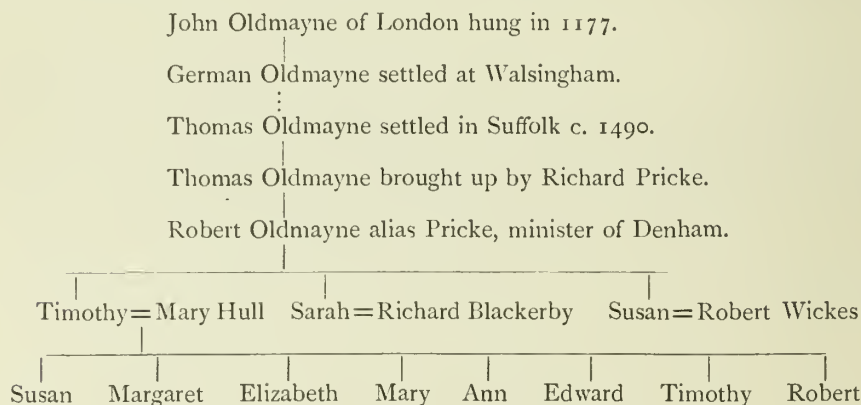 John Oldmayne of London hung in 1177.
German Oldmayne settled at Walsingham.
Thomas Oldmayne settled in Suffolk c. 1490.
Thomas Oldmayne brought up by Richard Pricke.
Robert Oldmayne alias Pricke, minister of Denham.
Timothy=Mary Hull Sarah=Richard Blackerby Susan=Robert Wickes
Susan Margaret Elizabeth Mary Ann Edward Timothy Robert